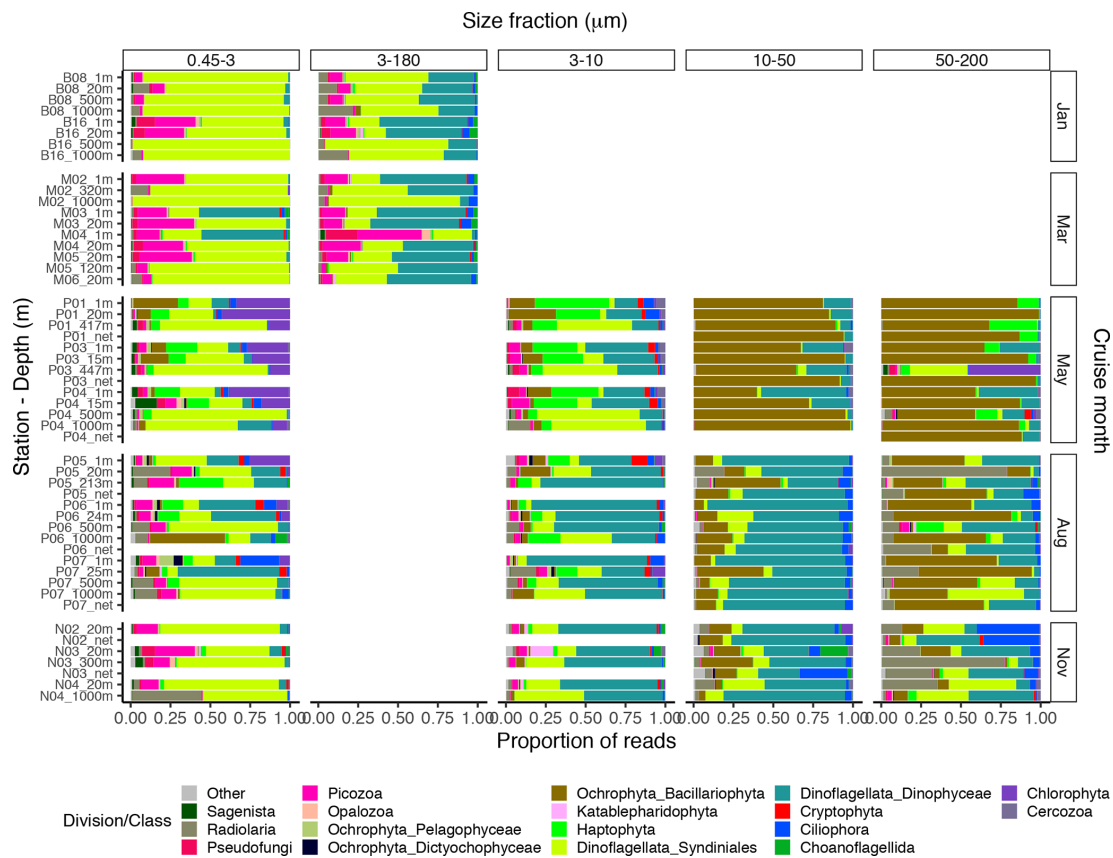 Size fraction (μm)
0.45-3 3-180 3-10 10-50 50-200
Station - Depth (m)
Cruise month
Jan
B08_1m
B08_20m
B08_500m
B08_1000m
B16_1m
B16_20m
B16_500m
B16_1000m
Mar
M02_1m
M02_320m
M02_1000m
M03_1m
M03_20m
M04_1m
M04_20m
M05_20m
M05_120m
M06_20m
May
P01_1m
P01_20m
P01_417m
P01_net
P03_1m
P03_15m
P03_447m
P03_net
P04_1m
P04_15m
P04_500m
P04_1000m
P04_net
Aug
P05_1m
P05_20m
P05_213m
P05_net
P06_1m
P06_24m
P06_500m
P06_1000m
P06_net
P07_1m
P07_25m
P07_500m
P07_1000m
P07_net
Nov
N02_20m
N02_net
N03_20m
N03_300m
N03_net
N04_20m
N04_1000m
0.00 0.25 0.50 0.75 1.00 0.00 0.25 0.50 0.75 1.00 0.00 0.25 0.50 0.75 1.00 0.00 0.25 0.50 0.75 1.00 0.00 0.25 0.50 0.75 1.00
Proportion of reads
Division/Class
Other Picozoa Ochrophyta_Bacillariophyta Dinoflagellata_Dinophyceae Chlorophyta
Sagenista Opalozoa Katablepharidophyta Cryptophyta Cercozoa
Radiolaria Ochrophyta_Pelagophyceae Haptophyta Ciliophora
Pseudofungi Ochrophyta_Dictyochophyceae Dinoflagellata_Syndiniales Choanoflagellida